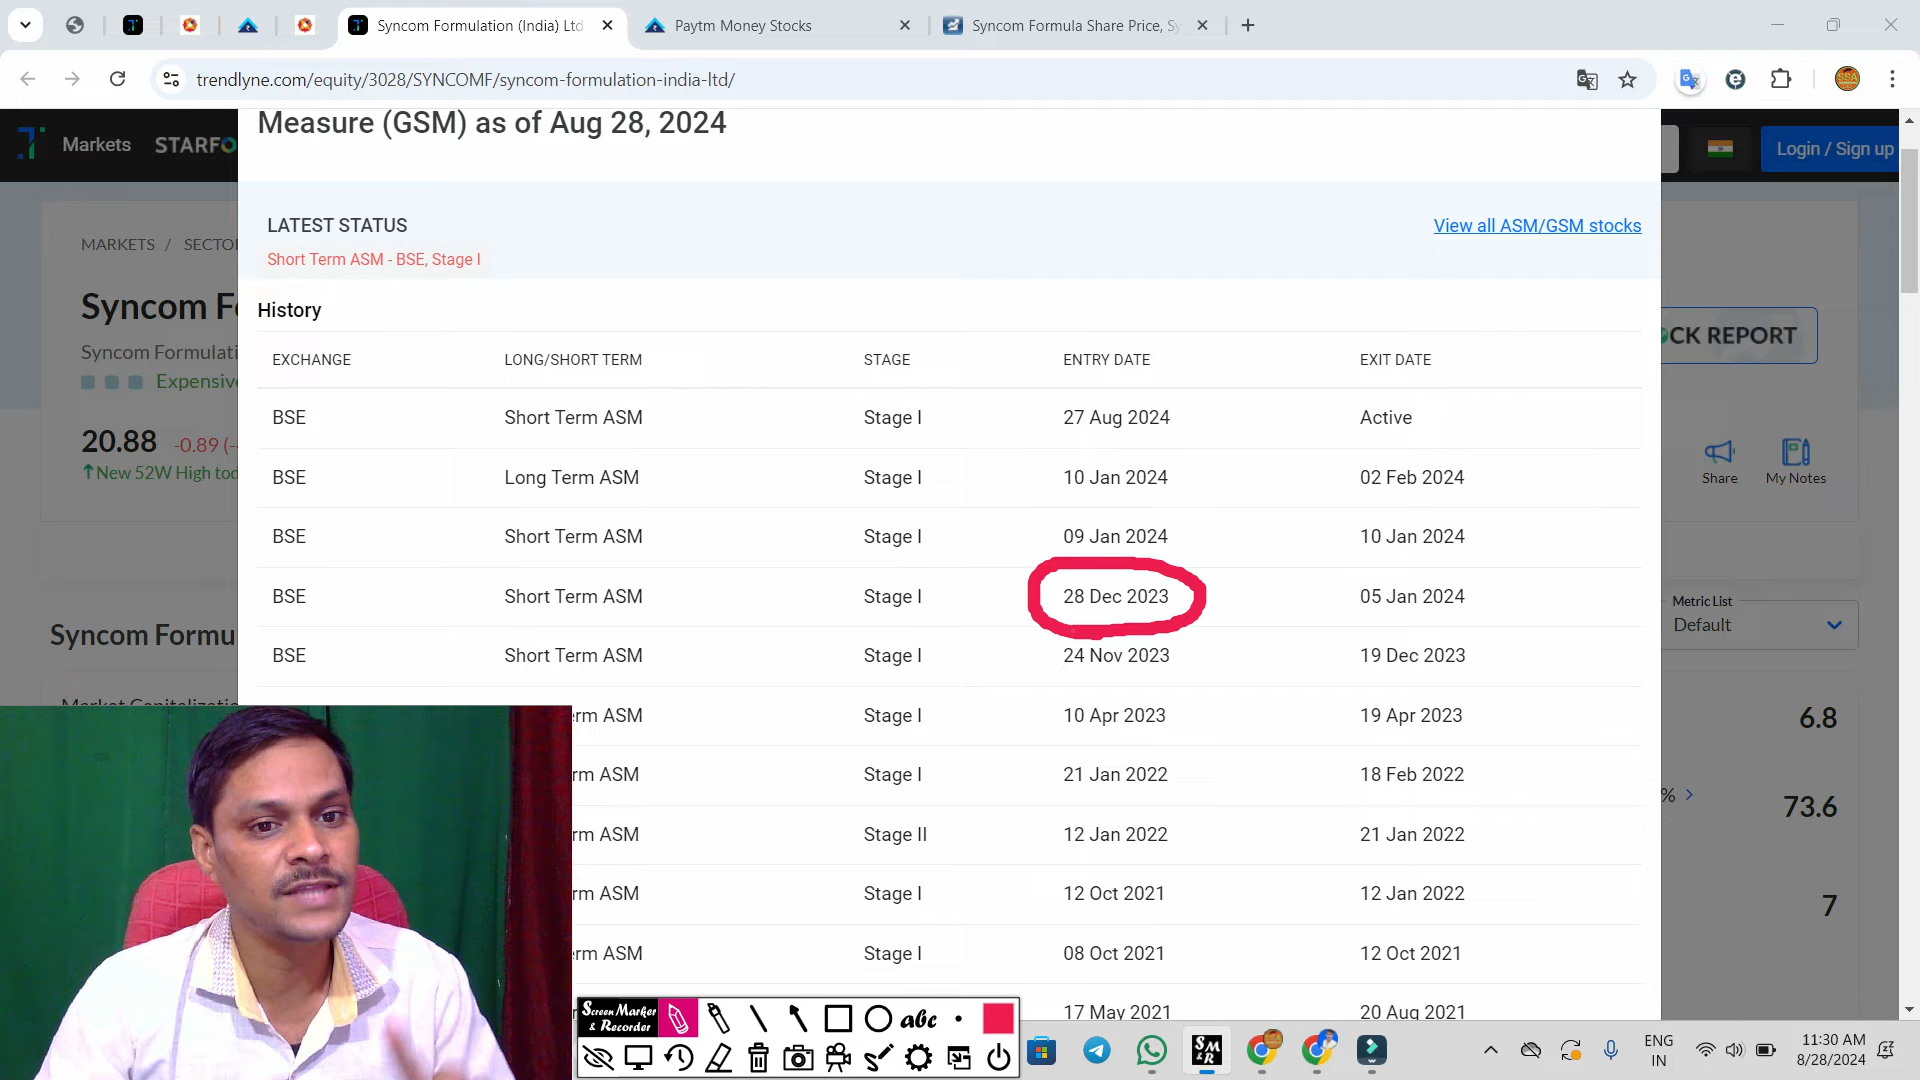 Syncom Formulation (India) Ltd
Paytm Money Stocks
Syncom Formula Share Price, Sy
trendlyne.com/equity/3028/SYNCOMF/syncom-formulation-india-ltd/
Measure (GSM) as of Aug 28, 2024
Markets
STARFO
Login / Sign up
LATEST STATUS
View all ASM/GSM stocks
Short Term ASM - BSE, Stage I
MARKETS / SECTO
Syncom F
Syncom Formulati
Expensive
20.88 -0.89 (-
New 52W High tod
CK REPORT
Share
My Notes
History
EXCHANGE LONG/SHORT TERM STAGE ENTRY DATE EXIT DATE
BSE Short Term ASM Stage I 27 Aug 2024 Active
BSE Long Term ASM Stage I 10 Jan 2024 02 Feb 2024
BSE Short Term ASM Stage I 09 Jan 2024 10 Jan 2024
BSE Short Term ASM Stage I 28 Dec 2023 05 Jan 2024
BSE Short Term ASM Stage I 24 Nov 2023 19 Dec 2023
rm ASM Stage I 10 Apr 2023 19 Apr 2023
rm ASM Stage I 21 Jan 2022 18 Feb 2022
rm ASM Stage II 12 Jan 2022 21 Jan 2022
rm ASM Stage I 12 Oct 2021 12 Jan 2022
rm ASM Stage I 08 Oct 2021 12 Oct 2021
17 May 2021 20 Aug 2021
Syncom Formu
Metric List
Default
6.8
%
73.6
7
Screen Marker
& Recorder
abc
SM
&R
ENG
IN
11:30 AM
8/28/2024